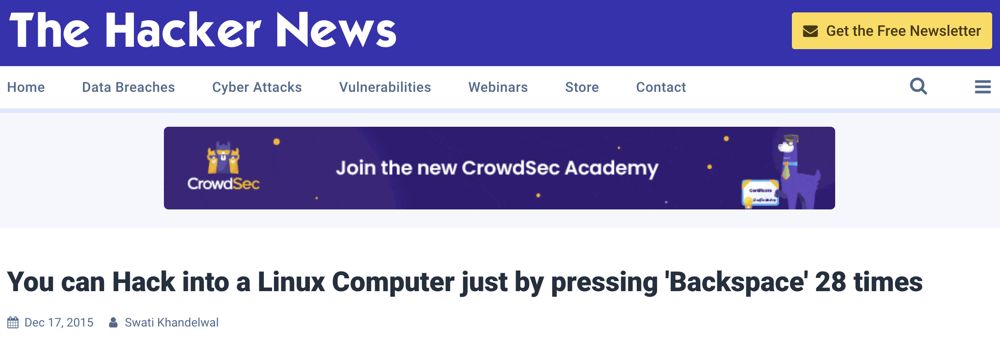 The Hacker News
Get the Free Newsletter
Home Data Breaches Cyber Attacks Vulnerabilities Webinars Store Contact
CrowdSec
Join the new CrowdSec Academy
Certificate
You can Hack into a Linux Computer just by pressing 'Backspace' 28 times
Dec 17, 2015 Swati Khandelwal